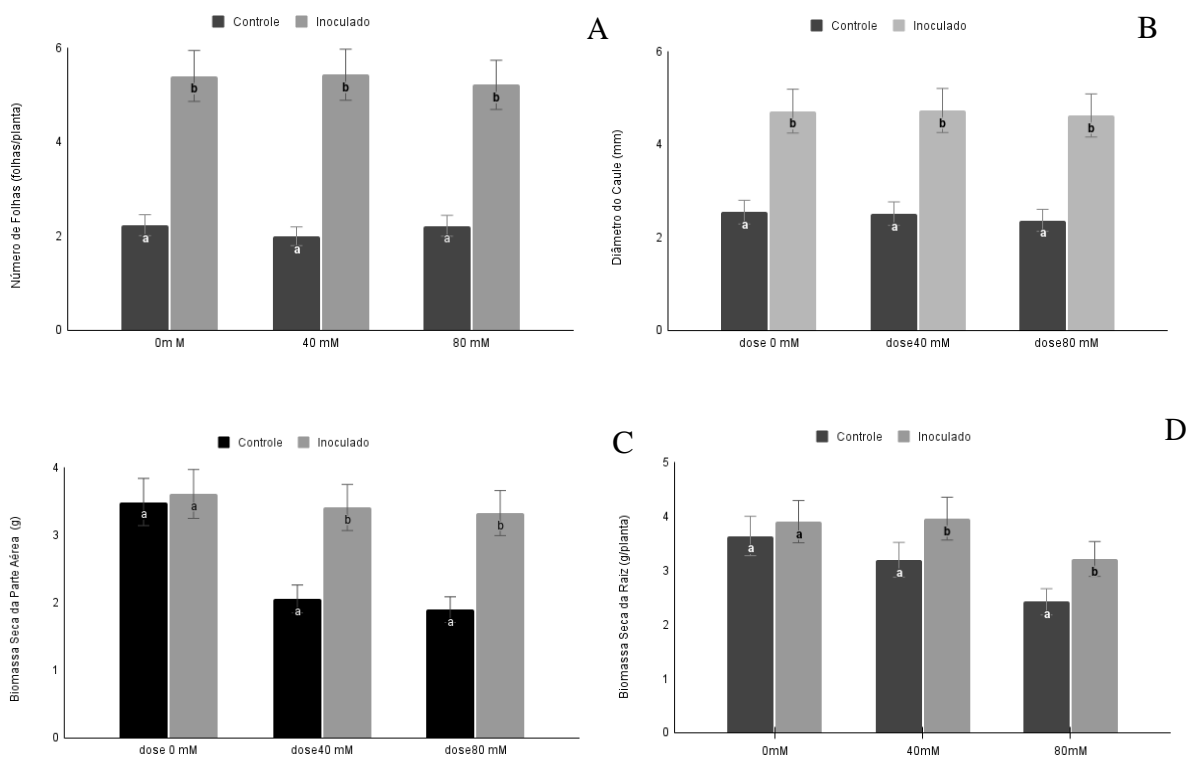 Controle Inoculado
A
Número de Folhas (folhas/planta)
6
4
2
0
b
b
b
a
a
a
0m M 40 mM 80 mM
Controle Inoculado
B
Diâmetro do Caule (mm)
6
4
2
0
b
b
b
a
a
a
dose 0 mM dose40 mM dose80 mM
Controle Inoculado
C
Biomassa Seca da Parte Aérea (g)
4
3
2
1
0
a
a
a
b
a
b
dose 0 mM dose40 mM dose80 mM
Controle Inoculado
D
Biomassa Seca da Raiz (g/planta)
5
4
3
2
1
0
a
a
a
b
a
b
0mM 40mM 80mM